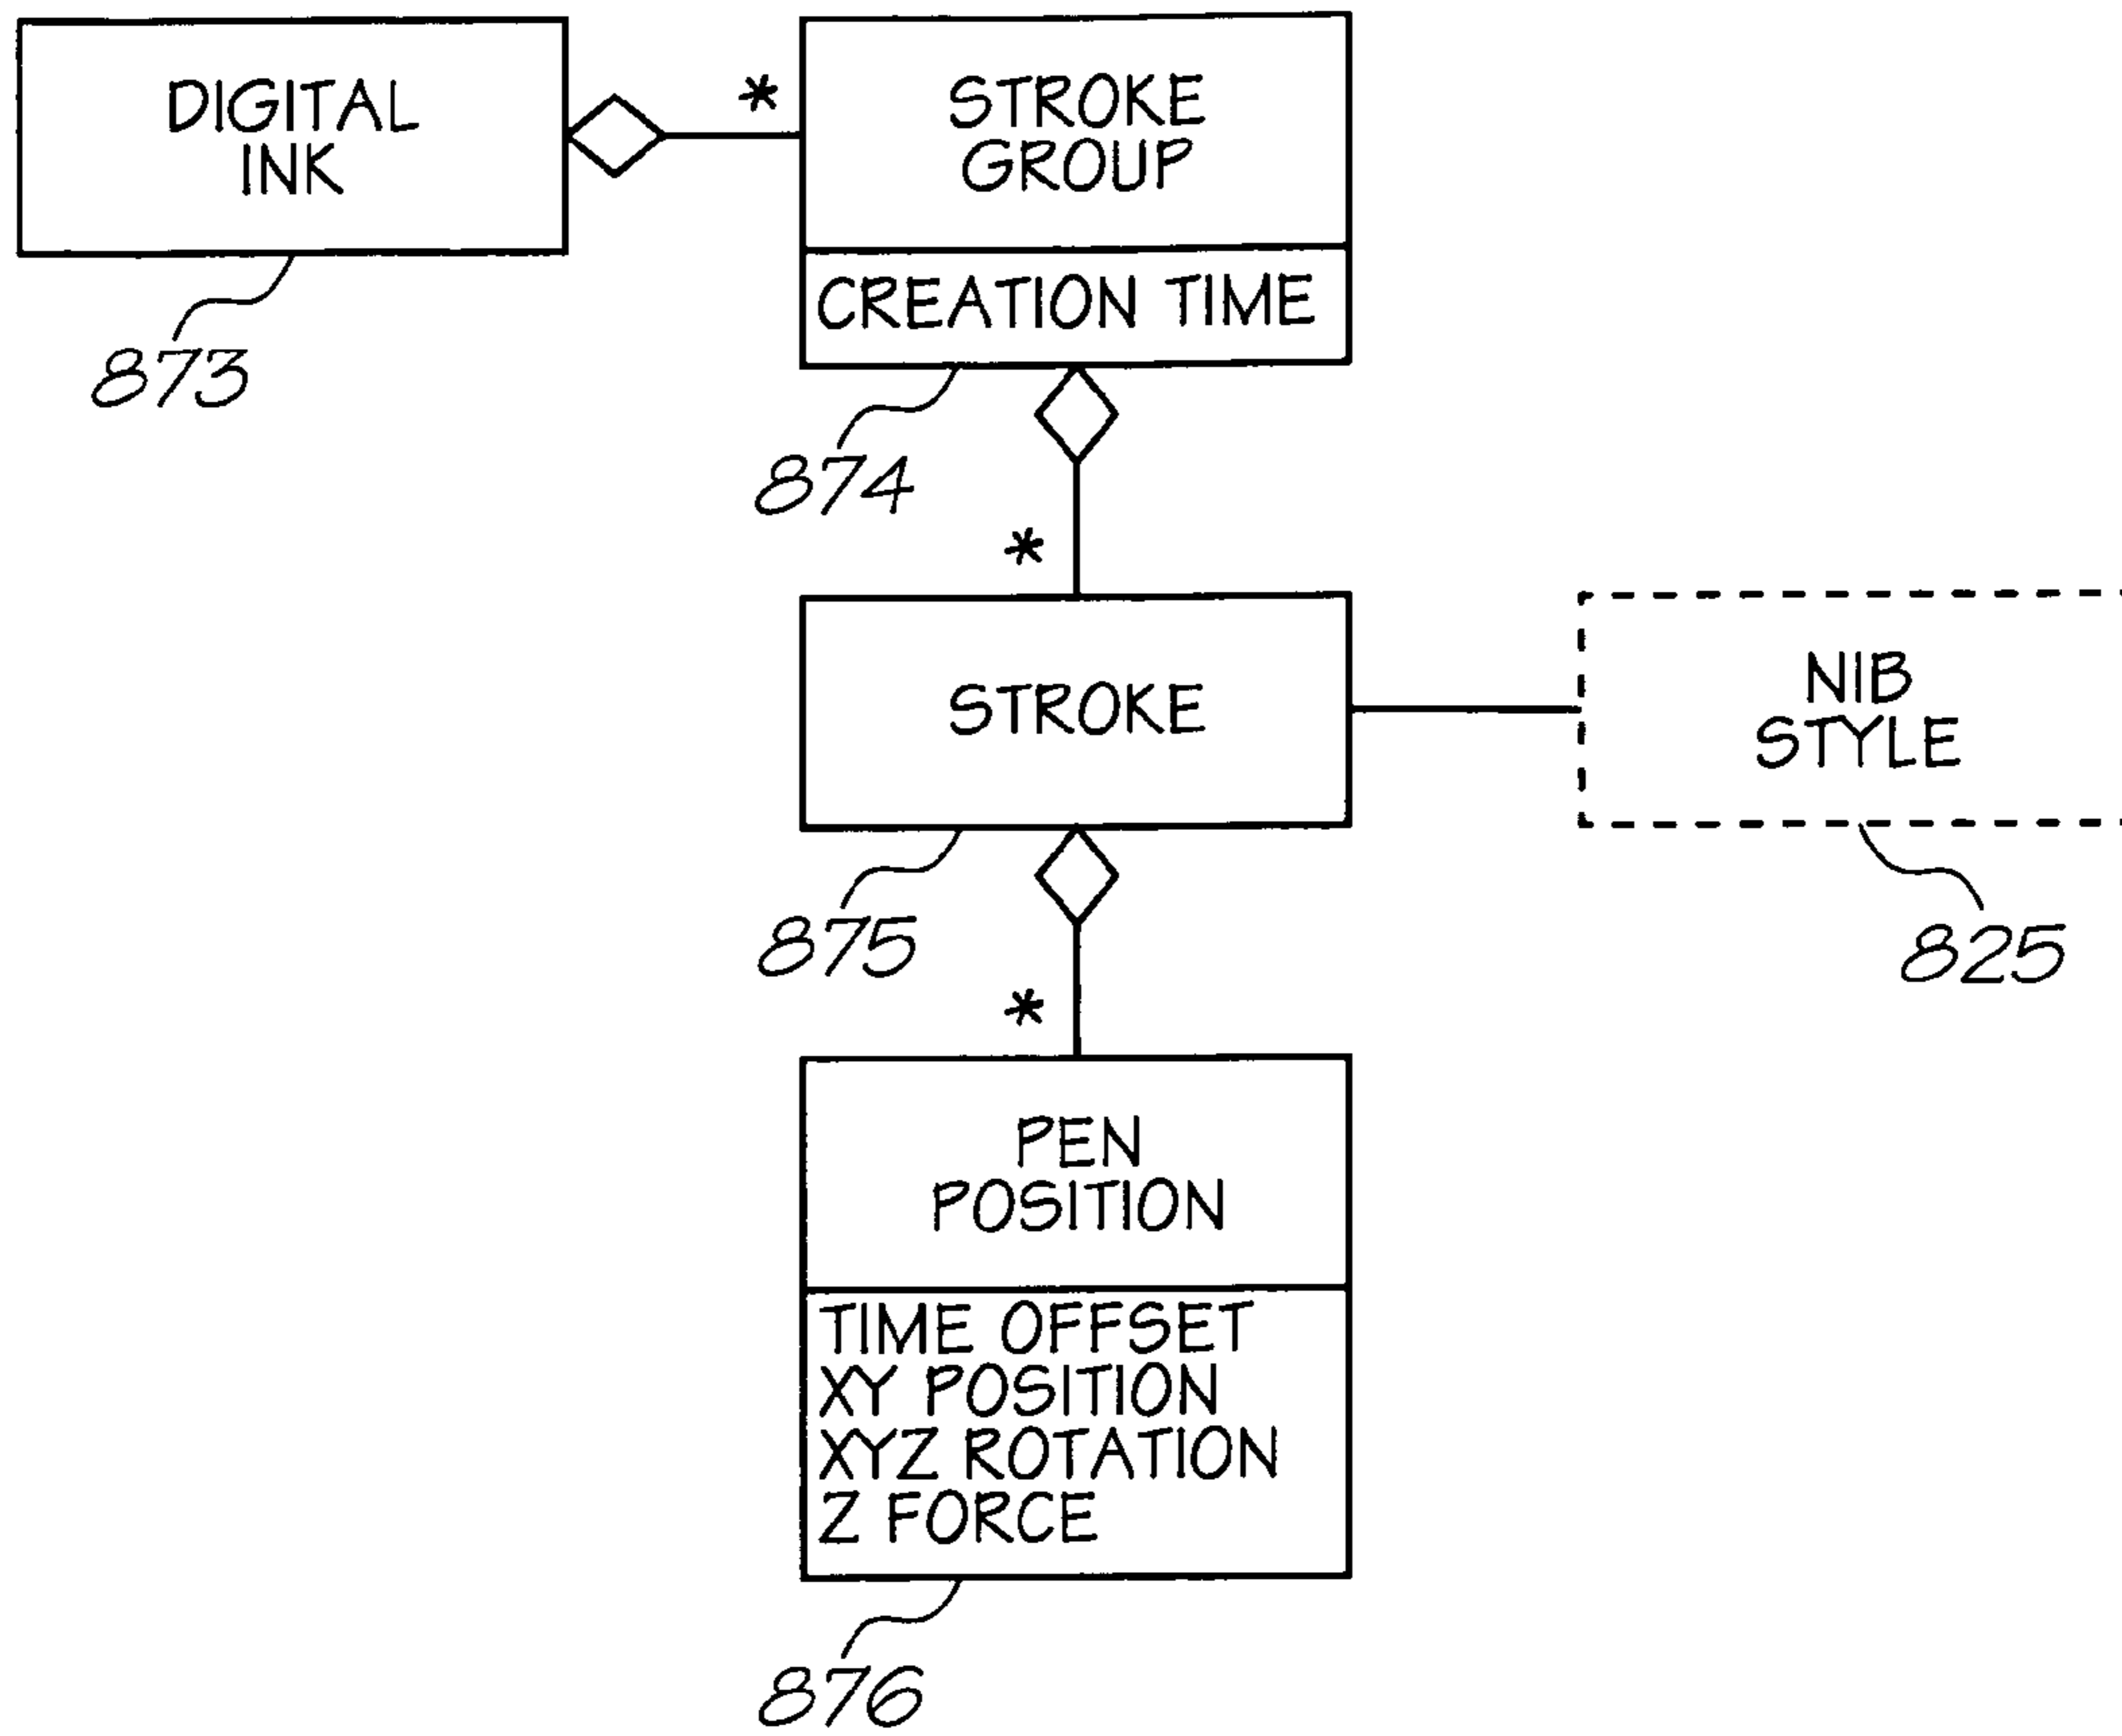 DIGITAL
INK
873
*
STROKE
GROUP
CREATION TIME
874
*
STROKE
875
NIB
STYLE
825
*
PEN
POSITION
TIME OFFSET
XY POSITION
XYZ ROTATION
Z FORCE
876